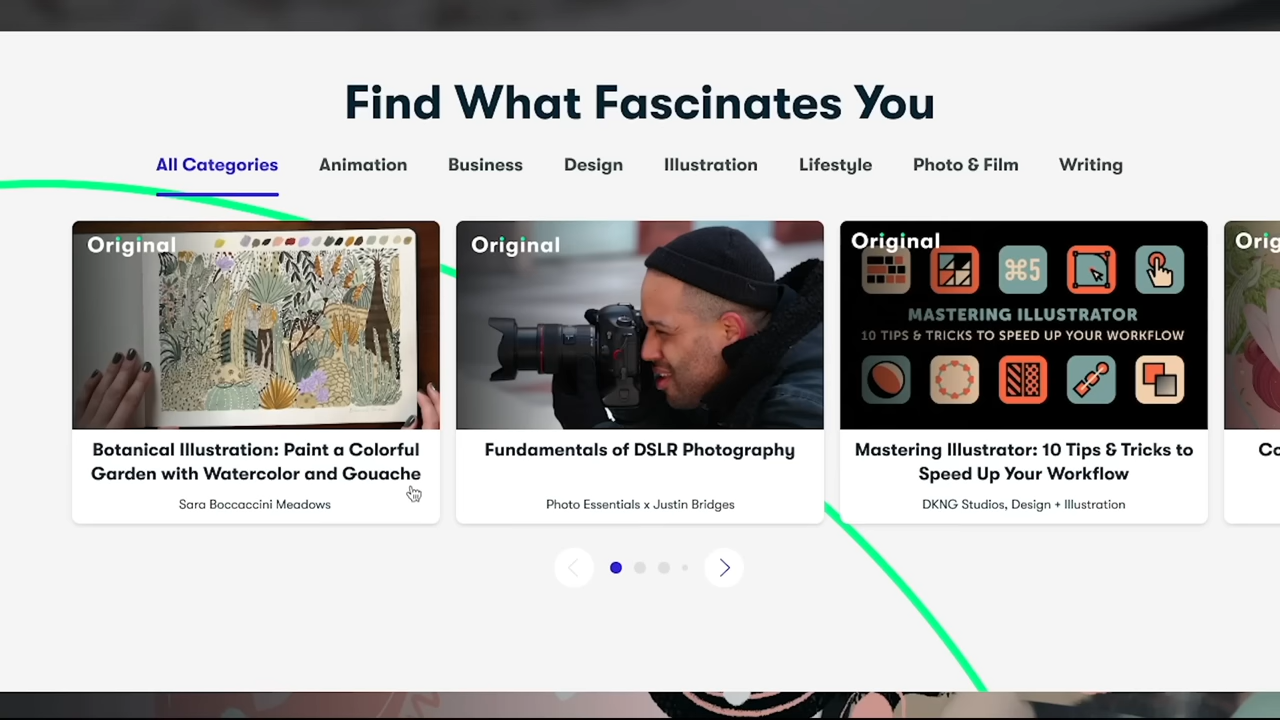 Find What Fascinates You
All Categories Animation Business Design Illustration Lifestyle Photo & Film Writing
Original
Botanical Illustration: Paint a Colorful
Garden with Watercolor and Gouache
Sara Boccaccini Meadows
Original
Fundamentals of DSLR Photography
Photo Essentials x Justin Bridges
Original
⌘5
MASTERING ILLUSTRATOR
10 TIPS & TRICKS TO SPEED UP YOUR WORKFLOW
Mastering Illustrator: 10 Tips & Tricks to
Speed Up Your Workflow
DKNG Studios, Design + Illustration
Orig
Co